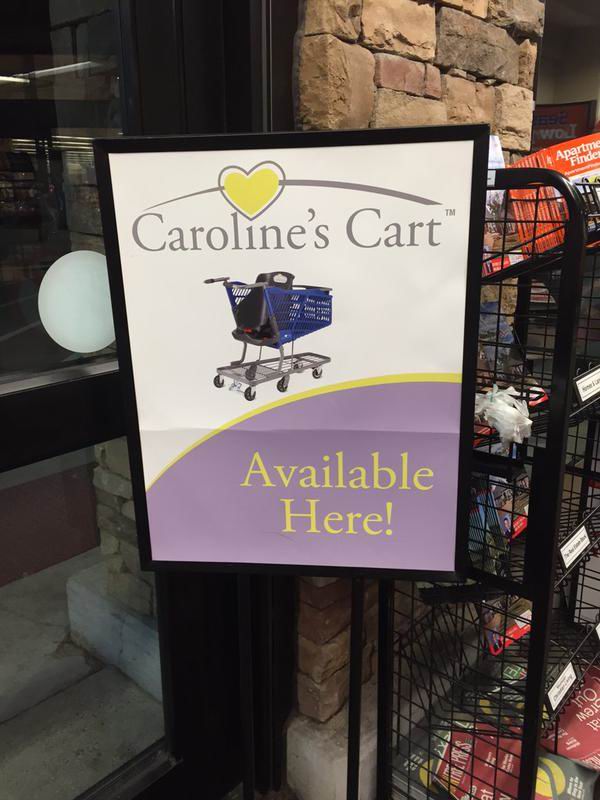 Caroline's Cart™
Available
Here!
Apartment
Finder